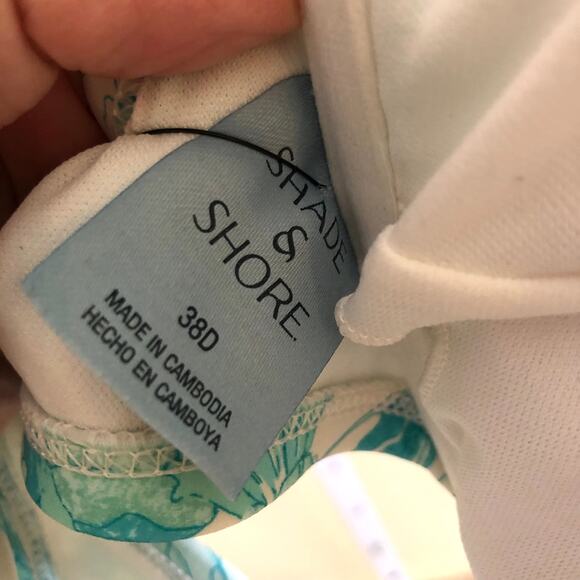 SHADE
&
SHORE.
38D
MADE IN CAMBODIA
HECHO EN CAMBOYA